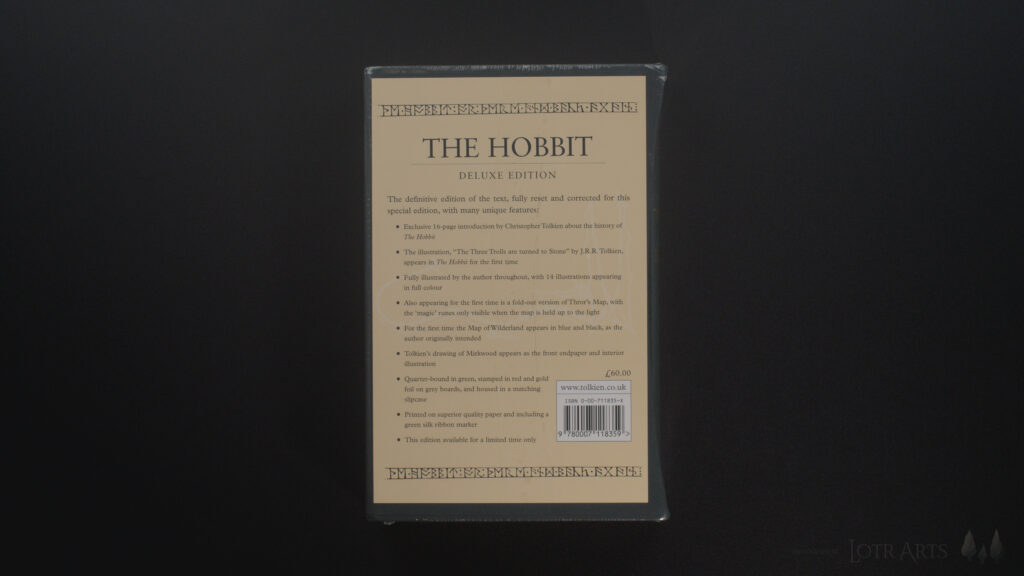 THE HOBBIT
DELUXE EDITION
The definitive edition of the text, fully reset and corrected for this
special edition, with many unique features:
• Exclusive 16-page introduction by Christopher Tolkien about the history of
The Hobbit
• The illustration, “The Three Trolls are turned to Stone” by J.R.R. Tolkien,
appears in The Hobbit for the first time
• Fully illustrated by the author throughout, with 14 illustrations appearing
in full colour
• Also appearing for the first time is a fold-out version of Thror's Map, with
the 'magic' runes only visible when the map is held up to the light
• For the first time the Map of Wilderland appears in blue and black, as the
author originally intended
• Tolkien's drawing of Mirkwood appears as the front endpaper and interior
illustration
• Quarter-bound in green, stamped in red and gold
foil on grey boards, and housed in a matching
slipcase
• Printed on superior quality paper and including a
green silk ribbon marker
• This edition available for a limited time only
£60.00
www.tolkien.co.uk
ISBN 0-00-711835-X
9 780007 118359 >
LOTR ARTS